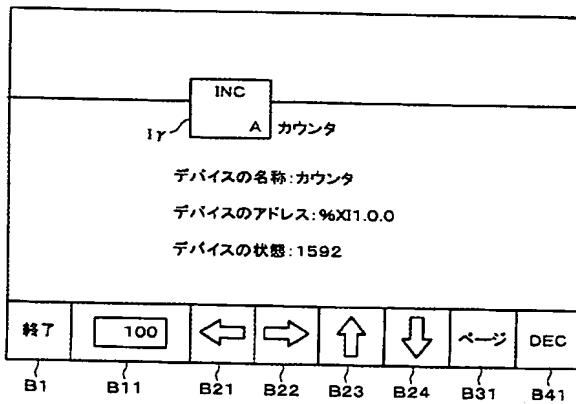 INC
Iγ
A カウンタ
デバイスの名称:カウンタ
デバイスのアドレス:%XI1.0.0
デバイスの状態:1592
終了 100 ページ DEC
B1 B11 B21 B22 B23 B24 B31 B41